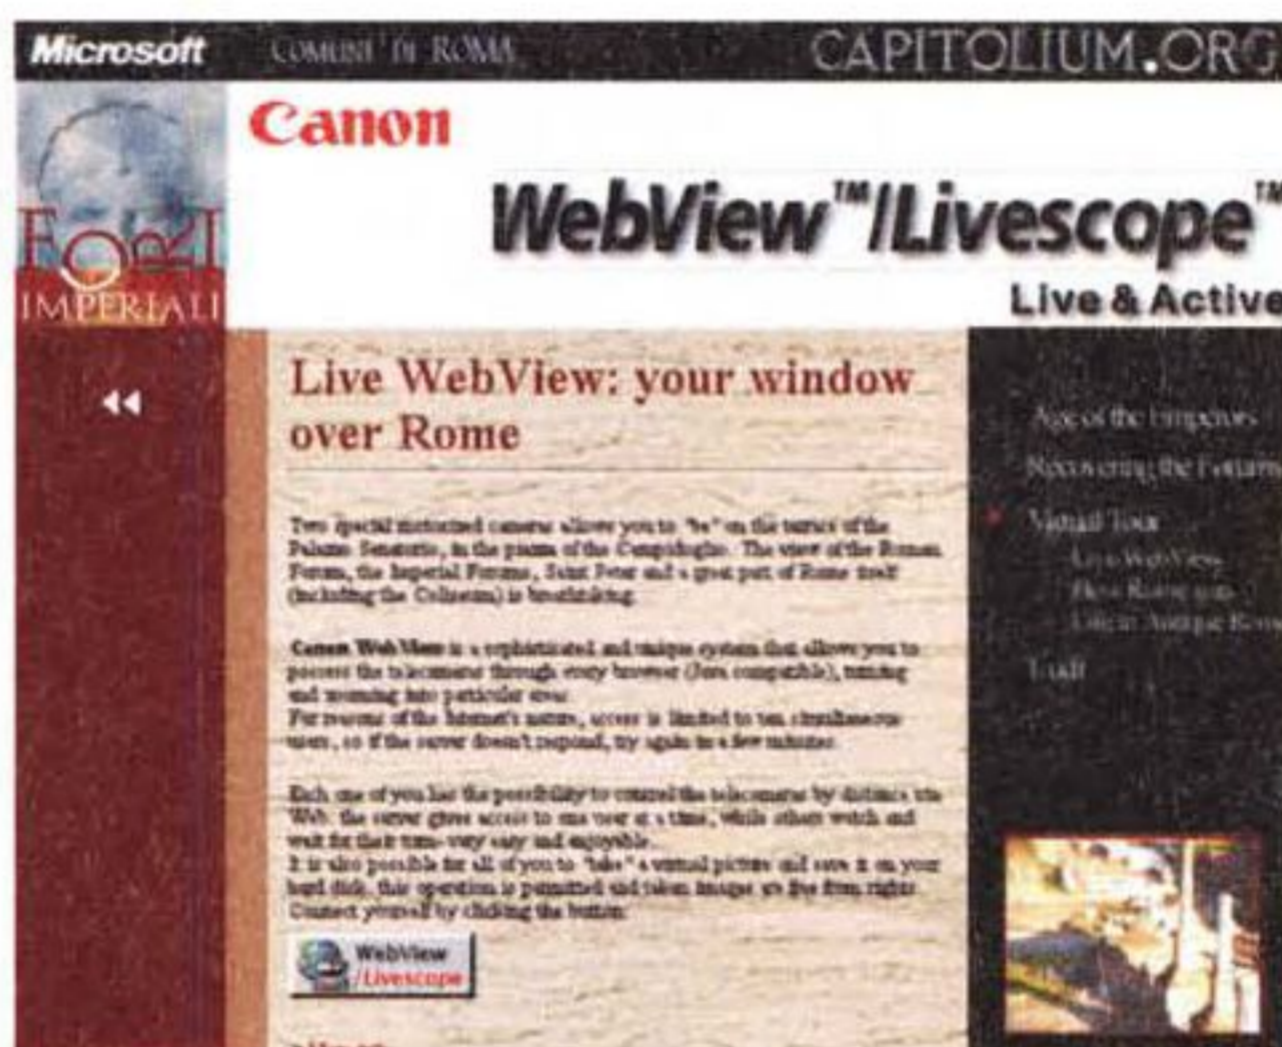 Microsoft
COMUNE DI ROMA
CAPITOLIUM.ORG
Canon
WebView™/Livescope™
Live & Active
FORI
IMPERIALI
Live WebView: your window
over Rome
Two special motorized cameras allows you to "be" on the terrace of the
Palazzo Senatorio, in the piazza of the Campidoglio. The view of the Roman
Forum, the Imperial Forums, Saint Peter and a great part of Rome itself
(including the Coliseum) is breathtaking.
Canon WebView is a sophisticated and unique system that allows you to
the telecameras through every browser (Java compatible), turning
and zooming into particular areas.
For reasons of the Internet's nature, access is limited to ten simultaneous
users, so if the server doesn't respond, try again in a few minutes.
Each one of you has the possibility to control the telecameras by distance via
Web: the server gives access to one user at a time, while others watch and
wait for their turn- very easy and enjoyable.
It is also possible for all of you to "take" a virtual picture and save it on your
hard disk, this operation is permitted and taken images are free from rights.
Connect yourself by clicking the button:
WebView
/Livescope
Age of the Emperors
Recovering the Forums
Virtual Tour
Live WebView
Life in Antique Rome